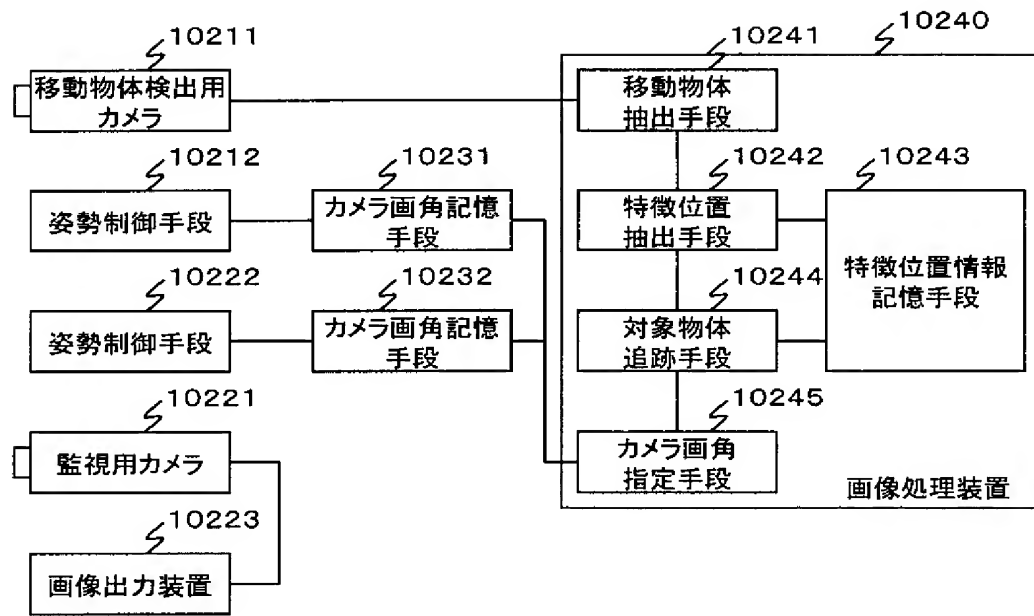 10211
移動物体検出用
カメラ
10212
姿勢制御手段
10222
姿勢制御手段
10221
監視用カメラ
10223
画像出力装置
10231
カメラ画角記憶
手段
10232
カメラ画角記憶
手段
10240
10241
移動物体
抽出手段
10242
特徴位置
抽出手段
10243
特徴位置情報
記憶手段
10244
対象物体
追跡手段
10245
カメラ画角
指定手段
画像処理装置